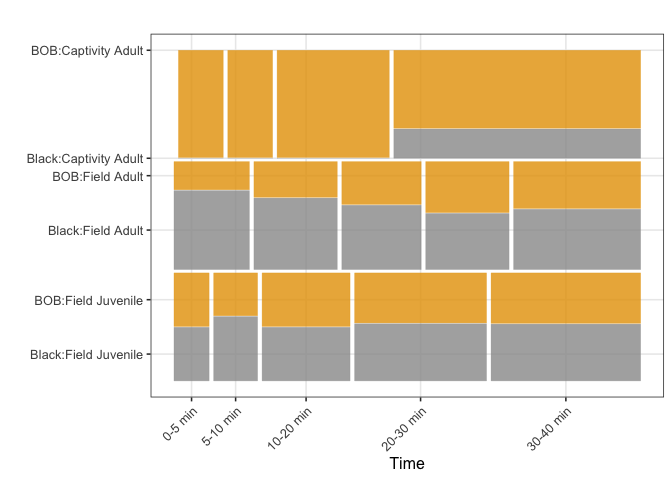 BOB:Captivity Adult
Black:Captivity Adult
BOB:Field Adult
Black:Field Adult
BOB:Field Juvenile
Black:Field Juvenile
0-5 min
5-10 min
10-20 min
20-30 min
30-40 min
Time